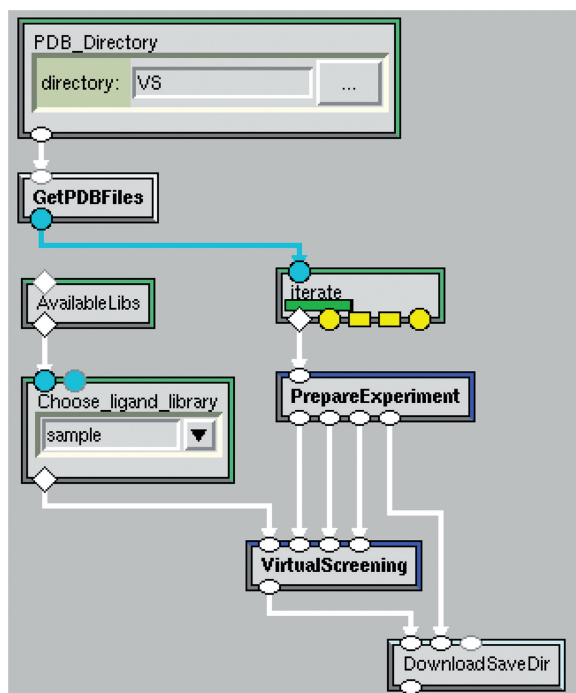 PDB_Directory
directory: VS ...
GetPDBFiles
iterate
AvailableLibs
PrepareExperiment
Choose_ligand_library
sample
VirtualScreening
DownloadSaveDir